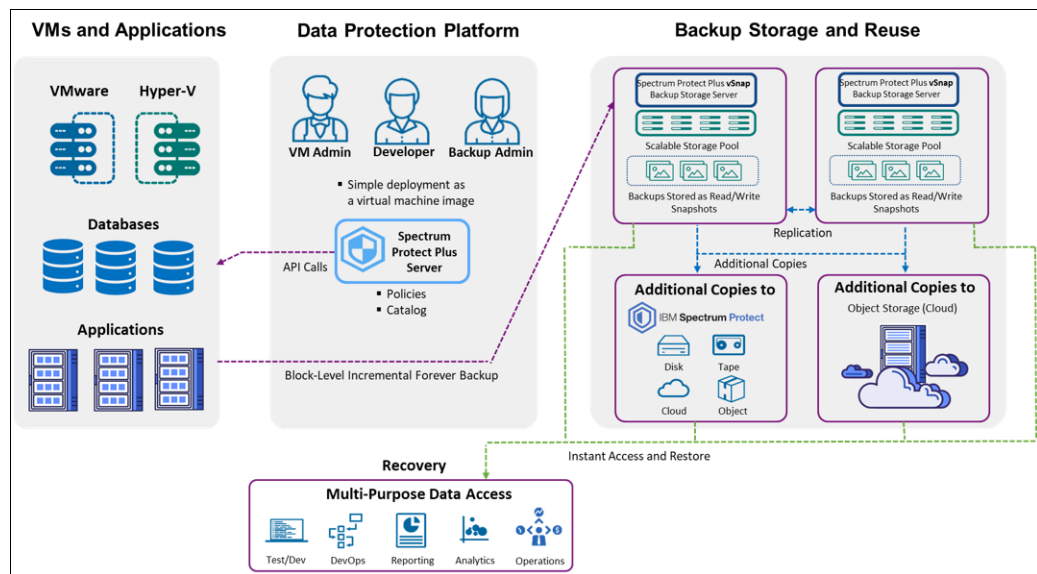 VMs and Applications
VMware
Hyper-V
Databases
Applications
Data Protection Platform
VM Admin
Developer
Backup Admin
▪ Simple deployment as
a virtual machine image
Spectrum
Protect Plus
Server
API Calls
▪ Policies
▪ Catalog
Block-Level Incremental Forever Backup
Backup Storage and Reuse
Spectrum Protect Plus vSnap
Backup Storage Server
Scalable Storage Pool
Backups Stored as Read/Write
Snapshots
Spectrum Protect Plus vSnap
Backup Storage Server
Scalable Storage Pool
Backups Stored as Read/Write
Snapshots
Replication
Additional Copies
Additional Copies to
IBM Spectrum Protect
Disk
Tape
Cloud
Object
Additional Copies to
Object Storage (Cloud)
Instant Access and Restore
Recovery
Multi-Purpose Data Access
Test/Dev
DevOps
Reporting
Analytics
Operations